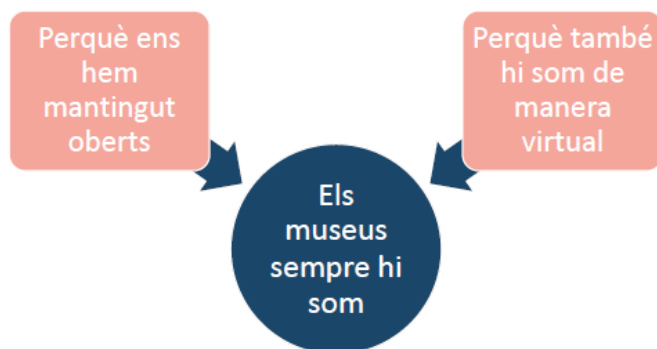 Perquè ens
hem
mantingut
oberts
Perquè també
hi som de
manera
virtual
Els
museus
sempre hi
som